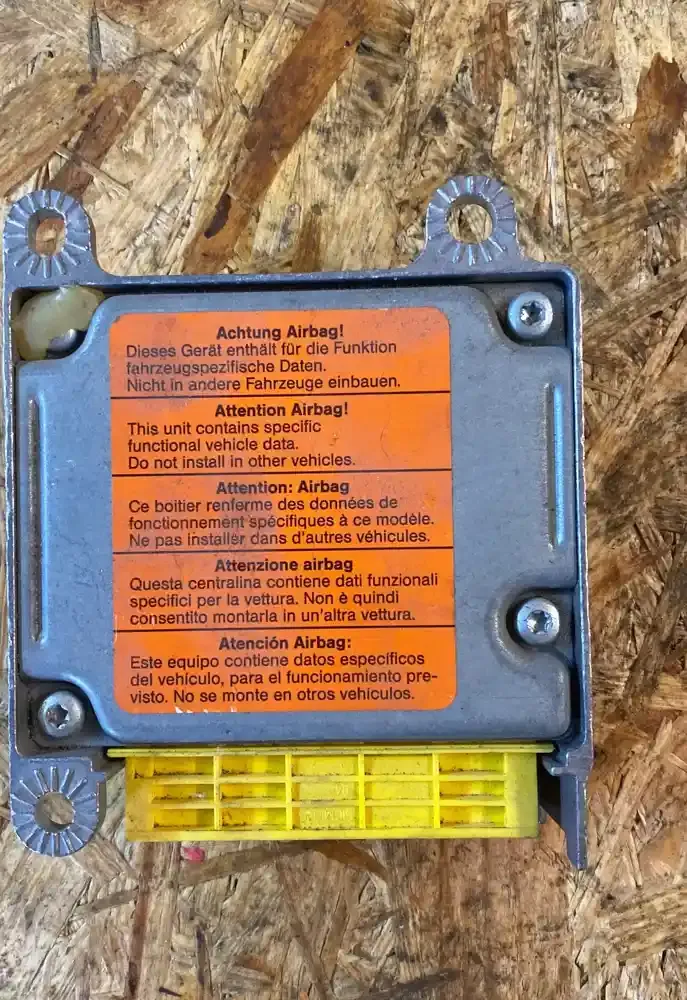 Achtung Airbag!
Dieses Gerät enthält für die Funktion
fahrzeugspezifische Daten.
Nicht in andere Fahrzeuge einbauen.
Attention Airbag!
This unit contains specific
functional vehicle data.
Do not install in other vehicles.
Attention: Airbag
Ce boîtier renferme des données de
fonctionnement spécifiques à ce modèle.
Ne pas installer dans d'autres véhicules.
Attenzione airbag
Questa centralina contiene dati funzionali
specifici per la vettura. Non è quindi
consentito montarla in un'altra vettura.
Atención Airbag:
Este equipo contiene datos específicos
del vehículo, para el funcionamiento pre-
visto. No se monte en otros vehículos.